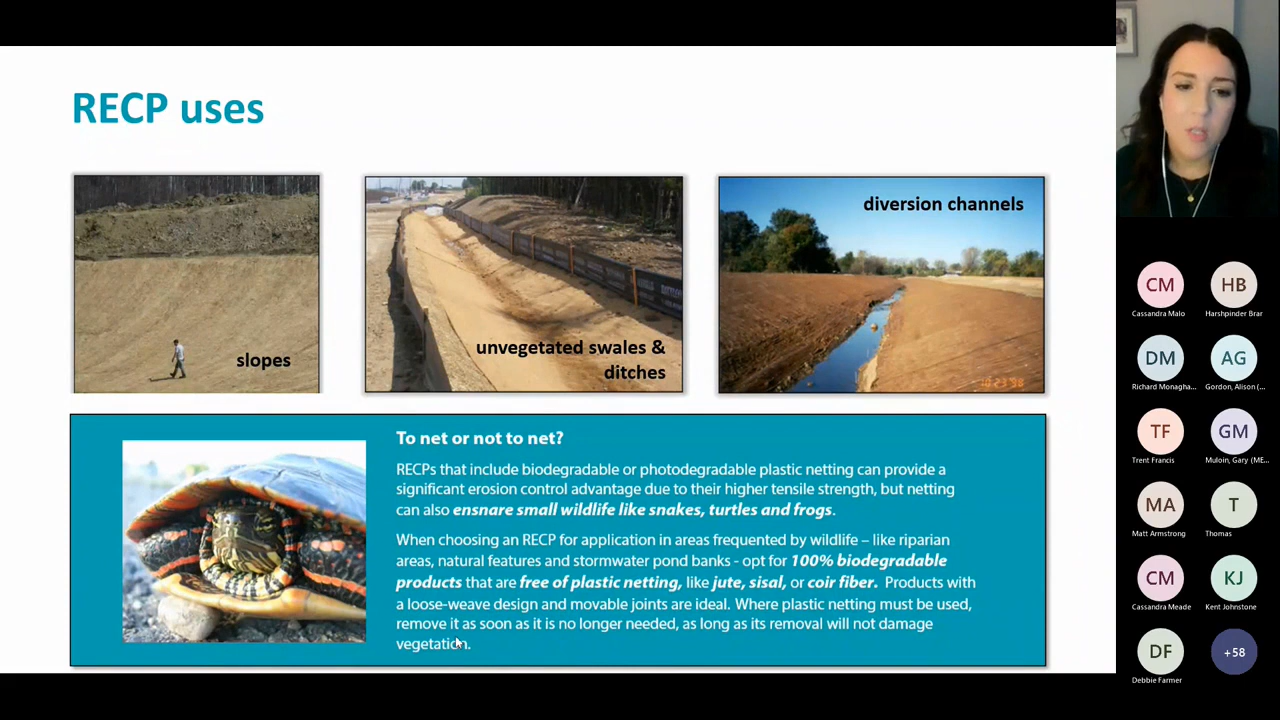 RECP uses
slopes
unvegetated swales &
ditches
diversion channels
10 23 '98
To net or not to net?
RECPs that include biodegradable or photodegradable plastic netting can provide a
significant erosion control advantage due to their higher tensile strength, but netting
can also ensnare small wildlife like snakes, turtles and frogs.
When choosing an RECP for application in areas frequented by wildlife – like riparian
areas, natural features and stormwater pond banks - opt for 100% biodegradable
products that are free of plastic netting, like jute, sisal, or coir fiber. Products with
a loose-weave design and movable joints are ideal. Where plastic netting must be used,
remove it as soon as it is no longer needed, as long as its removal will not damage
vegetation.
CM
HB
Cassandra Malo
Harshpinder Brar
DM
AG
Richard Monagha...
Gordon, Alison (...
TF
GM
Trent Francis
Muloin, Gary (ME...
MA
T
Matt Armstrong
Thomas
CM
KJ
Cassandra Meade
Kent Johnstone
DF
+58
Debbie Farmer